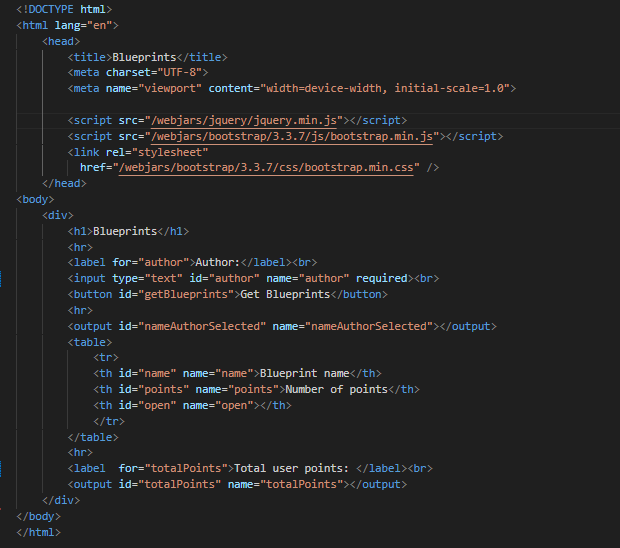 <!DOCTYPE html>
<html lang="en">
    <head>
        <title>Blueprints</title>
        <meta charset="UTF-8">
        <meta name="viewport" content="width=device-width, initial-scale=1.0">

        <script src="/webjars/jquery/jquery.min.js"></script>
        <script src="/webjars/bootstrap/3.3.7/js/bootstrap.min.js"></script>
        <link rel="stylesheet"
          href="/webjars/bootstrap/3.3.7/css/bootstrap.min.css" />
    </head>
<body>
    <div>
        <h1>Blueprints</h1>
        <hr>
        <label for="author">Author:</label><br>
        <input type="text" id="author" name="author" required><br>
        <button id="getBlueprints">Get Blueprints</button>
        <hr>
        <output id="nameAuthorSelected" name="nameAuthorSelected"></output>
        <table>
            <tr>
            <th id="name" name="name">Blueprint name</th>
            <th id="points" name="points">Number of points</th>
            <th id="open" name="open"></th>
            </tr>
        </table>
        <hr>
        <label  for="totalPoints">Total user points: </label><br>
        <output id="totalPoints" name="totalPoints"></output>
    </div>
</body>
</html>